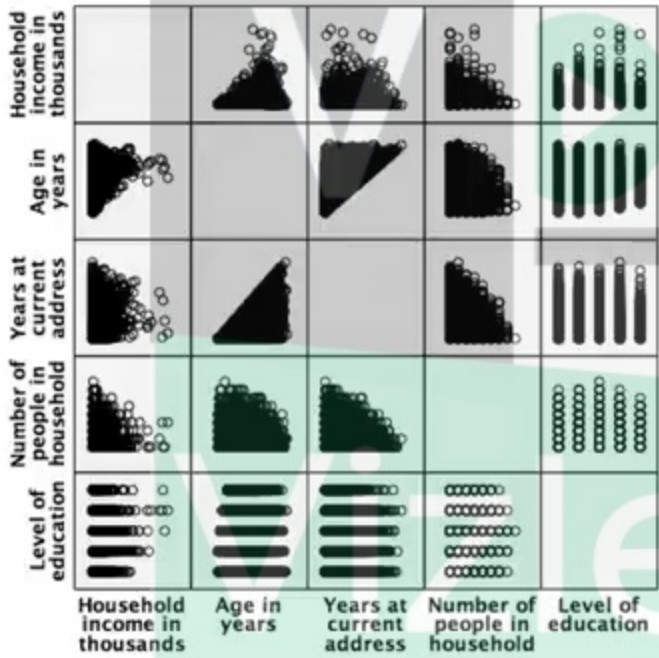 Household
income in
thousands
Age in
years
Years at
current
address
Number of
people in
household
Level of
education
Household
income in
thousands
Age in
years
Years at
current
address
Number of
people in
household
Level of
education
Vizle